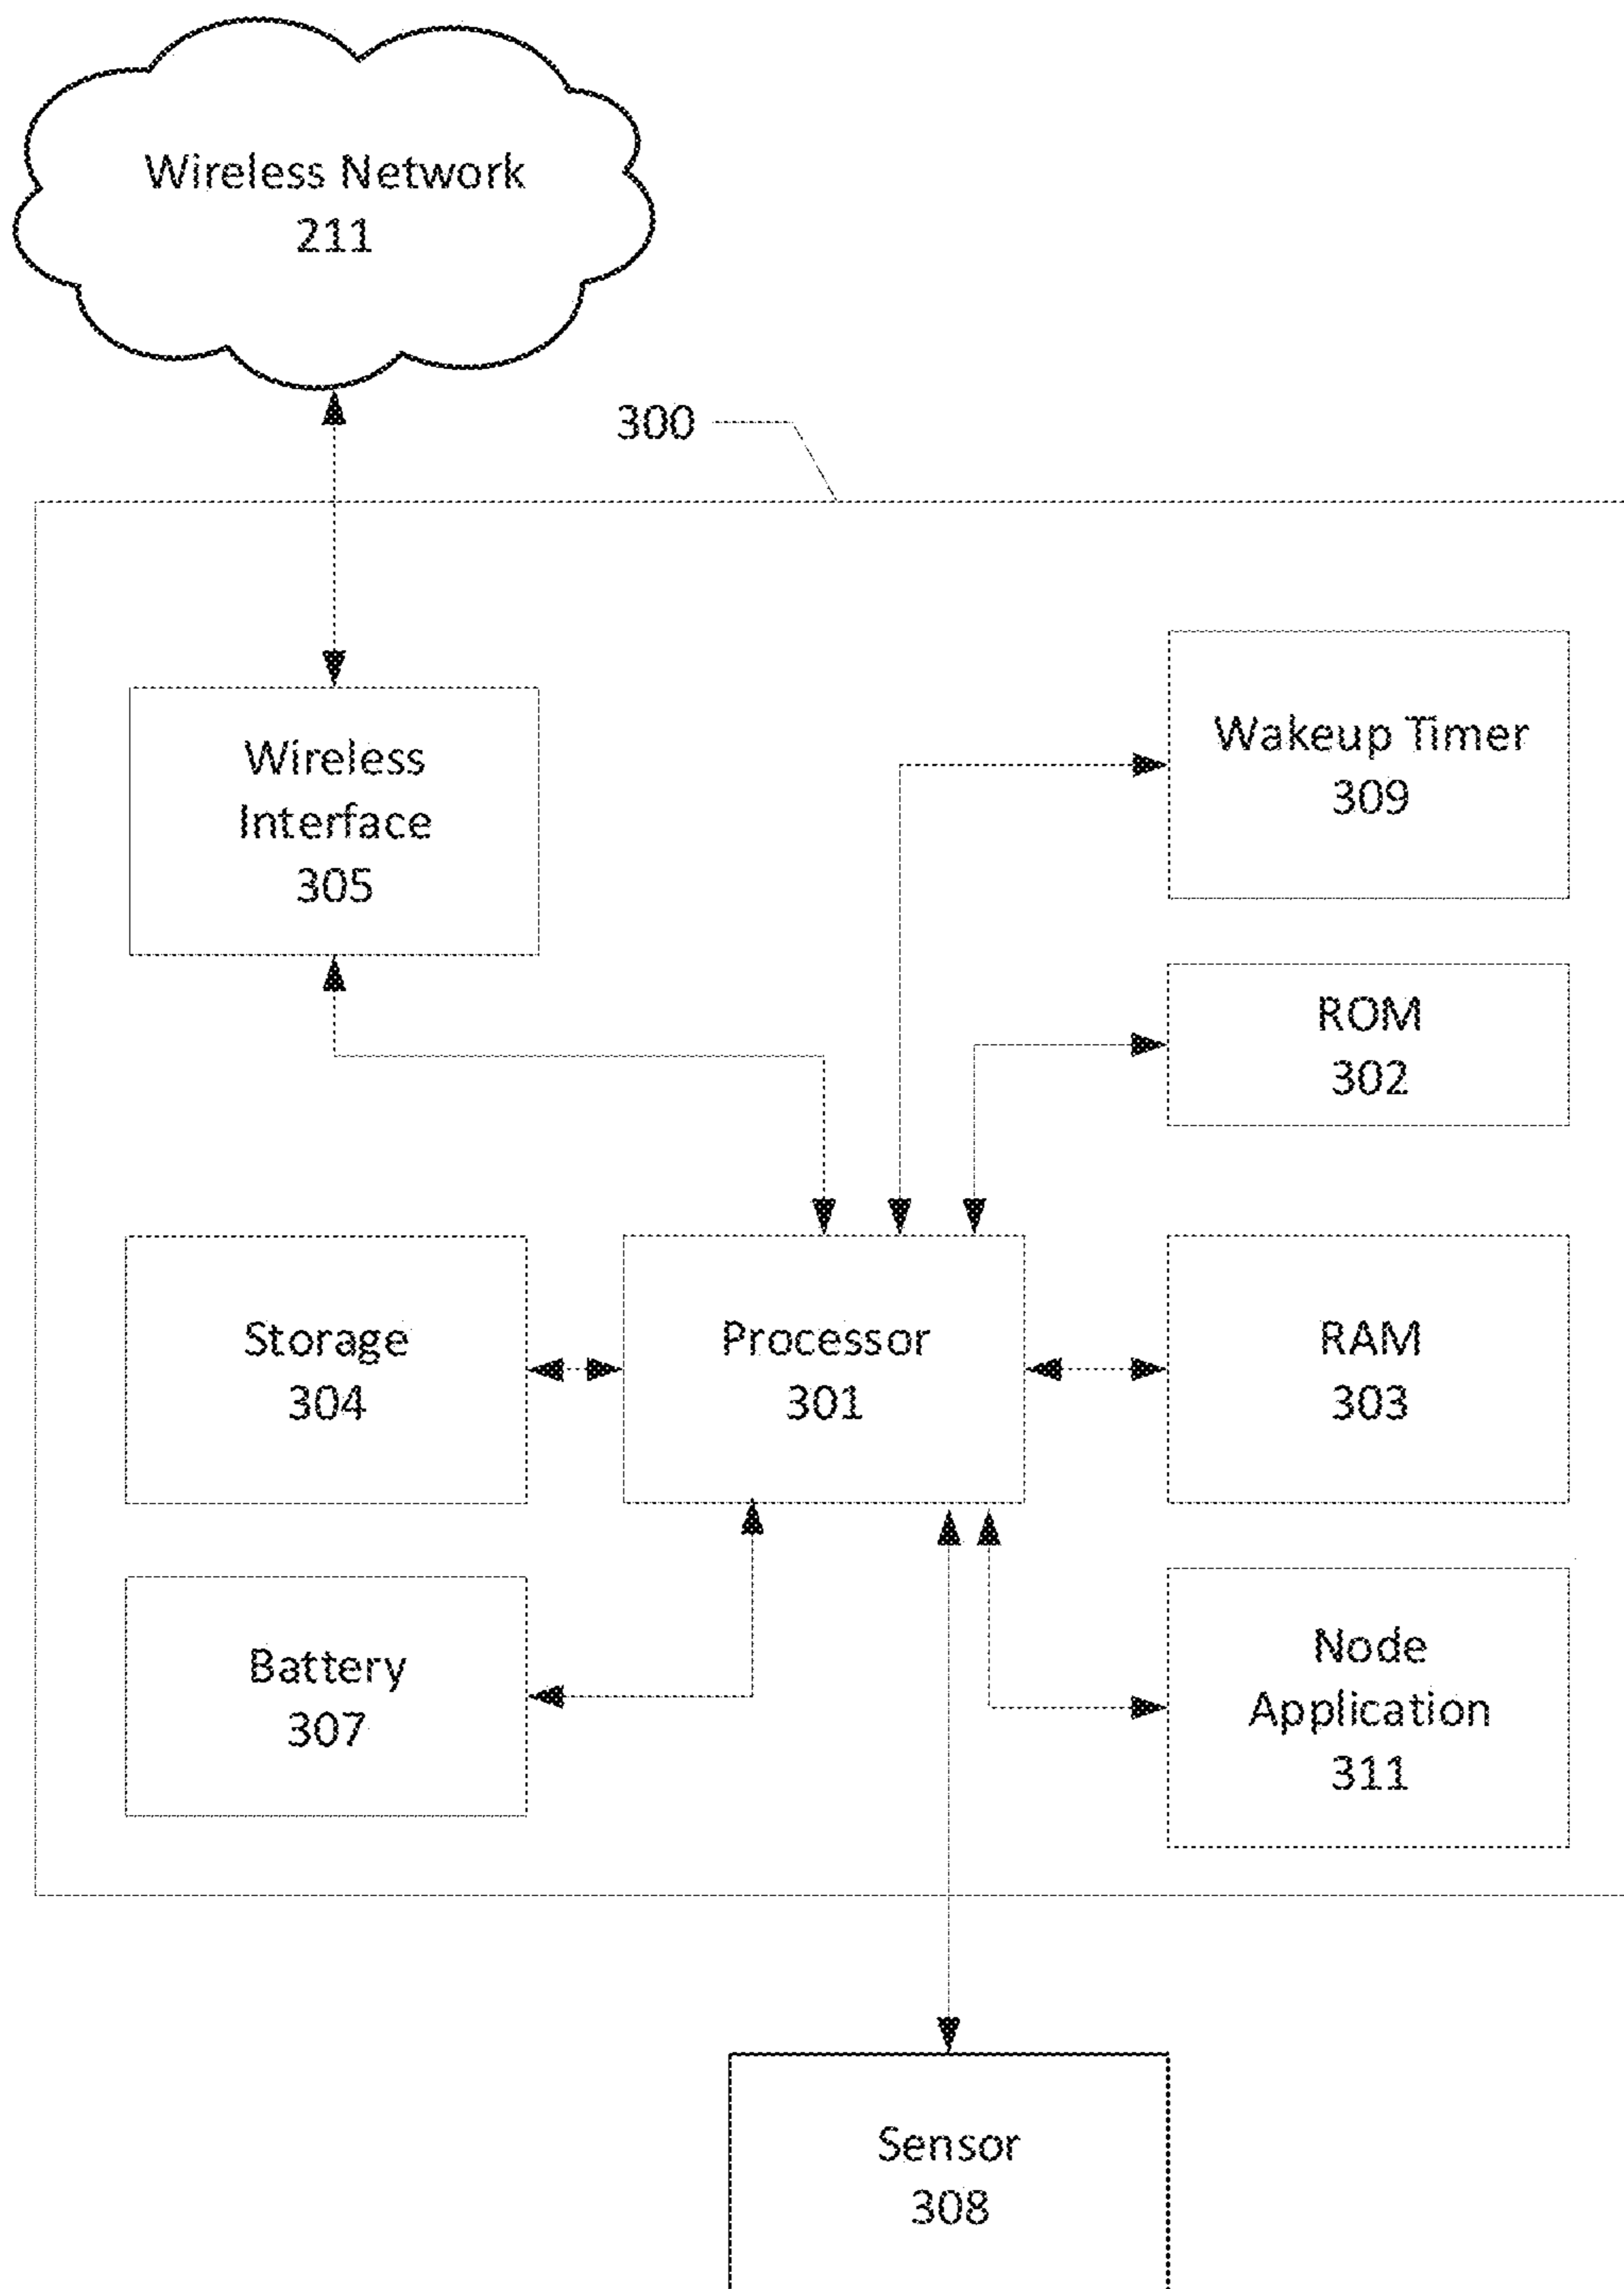 Wireless Network
211
300
Wireless
Interface
305
Wakeup Timer
309
ROM
302
Storage
304
Processor
301
RAM
303
Battery
307
Node
Application
311
Sensor
308